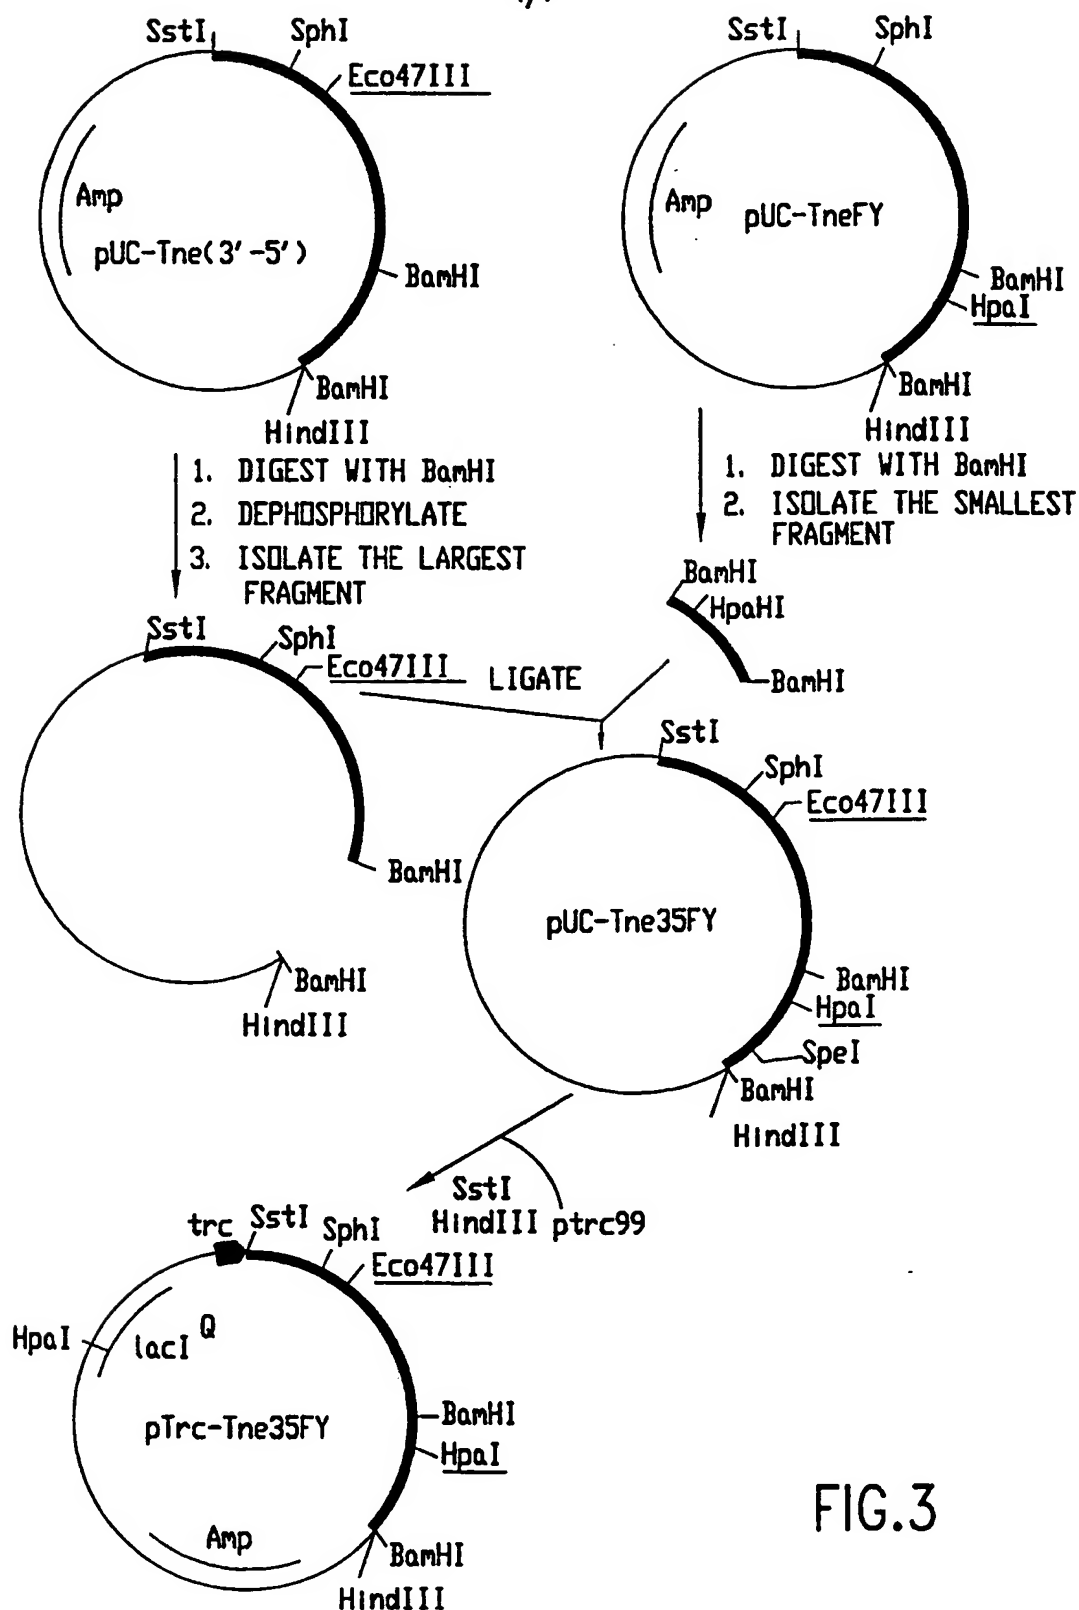 SstI
SphI
Eco47III
Amp
pUC-Tne(3'-5')
BamHI
BamHI
HindIII
SstI
SphI
Amp
pUC-TneFY
BamHI
HpaI
BamHI
HindIII
1. DIGEST WITH BamHI
2. DEPHOSPHORYLATE
3. ISOLATE THE LARGEST
FRAGMENT
1. DIGEST WITH BamHI
2. ISOLATE THE SMALLEST
FRAGMENT
BamHI
HpaHI
BamHI
SstI
SphI
Eco47III
LIGATE
BamHI
BamHI
HindIII
SstI
SphI
Eco47III
pUC-Tne35FY
BamHI
HpaI
SpeI
BamHI
HindIII
SstI
HindIII ptrc99
trc
SstI
SphI
Eco47III
HpaI
lacI Q
pTrc-Tne35FY
BamHI
HpaI
Amp
BamHI
HindIII
FIG.3